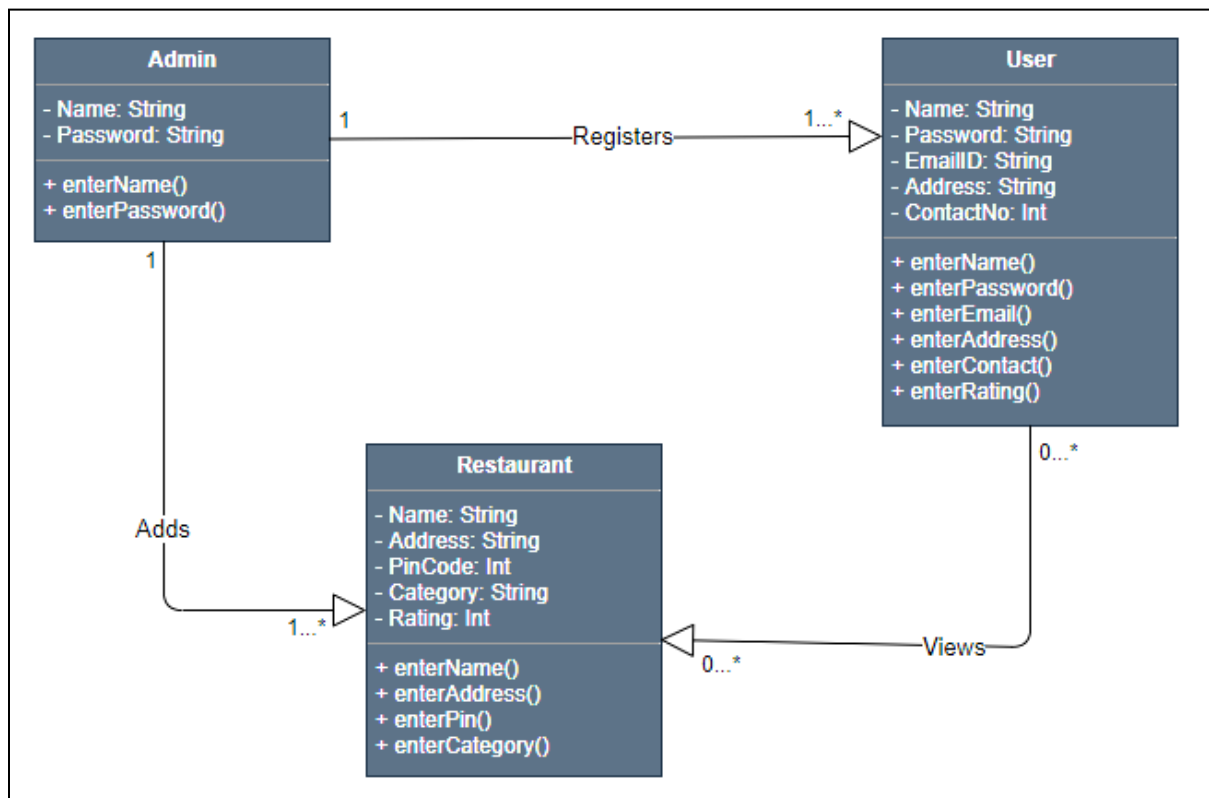 Admin
- Name: String
- Password: String
+ enterName()
+ enterPassword()
1
Registers
1...*
User
- Name: String
- Password: String
- EmailID: String
- Address: String
- ContactNo: Int
+ enterName()
+ enterPassword()
+ enterEmail()
+ enterAddress()
+ enterContact()
+ enterRating()
1
Adds
1...*
Restaurant
- Name: String
- Address: String
- PinCode: Int
- Category: String
- Rating: Int
+ enterName()
+ enterAddress()
+ enterPin()
+ enterCategory()
0...*
Views
0...*